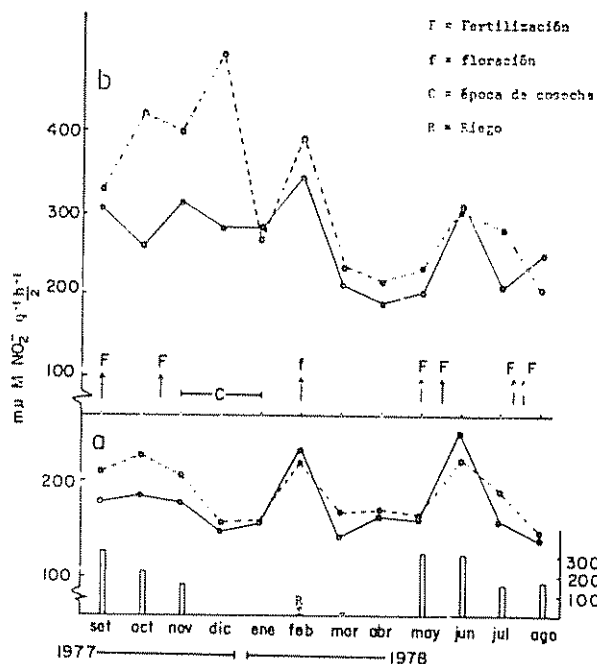 F = Fertilización
f = floración
C = época de cosecha
R = Riego
b
400
300
200
100
mµ M NO₂⁻ g⁻¹ h⁻¹/2
F F C f F F F F
a
200
100
300
200
100
R
set oct nov dic ene feb mar abr may jun jul ago
1977 1978